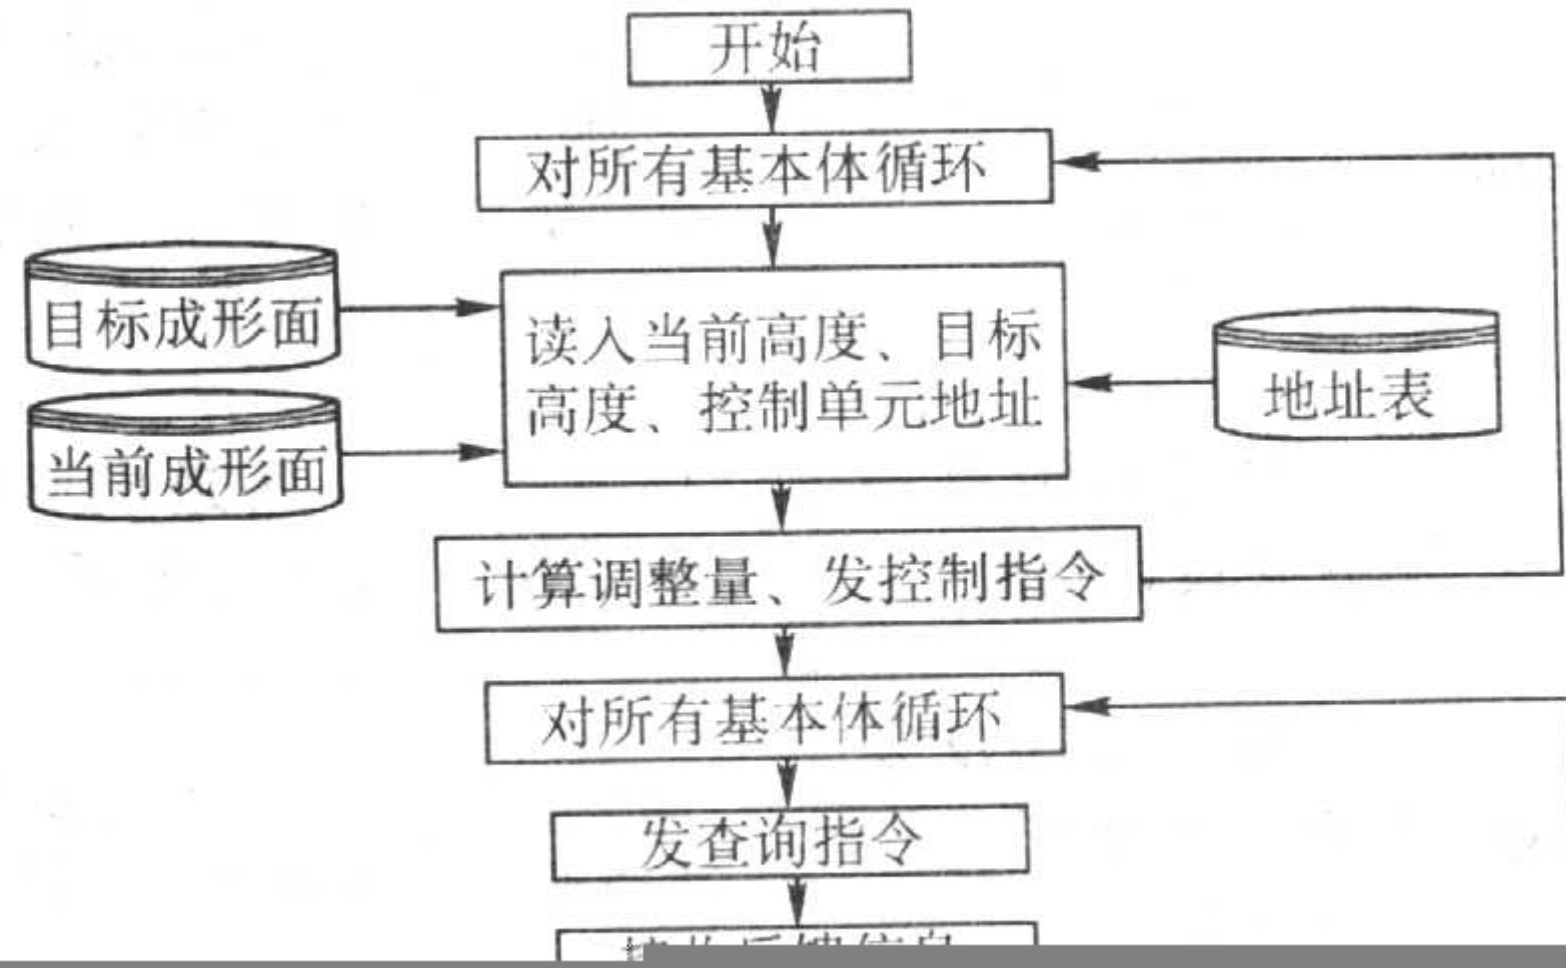 开始
对所有基本体循环
目标成形面
读入当前高度、目标
高度、控制单元地址
地址表
当前成形面
计算调整量、发控制指令
对所有基本体循环
发查询指令